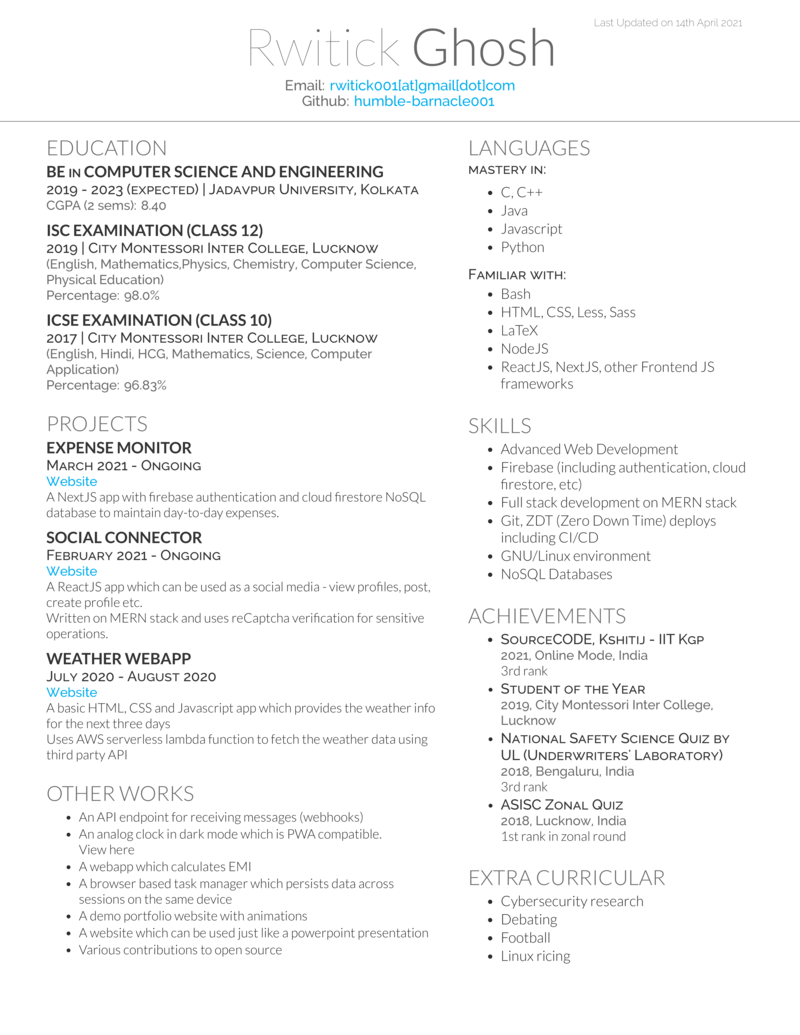 Last Updated on 14th April 2021
Rwitick Ghosh
Email: rwitick001[at]gmail[dot]com
Github: humble-barnacle001
EDUCATION
BE IN COMPUTER SCIENCE AND ENGINEERING
2019 - 2023 (EXPECTED) | JADAVPUR UNIVERSITY, KOLKATA
CGPA (2 sems): 8.40
ISC EXAMINATION (CLASS 12)
2019 | CITY MONTESSORI INTER COLLEGE, LUCKNOW
(English, Mathematics,Physics, Chemistry, Computer Science,
Physical Education)
Percentage: 98.0%
ICSE EXAMINATION (CLASS 10)
2017 | CITY MONTESSORI INTER COLLEGE, LUCKNOW
(English, Hindi, HCG, Mathematics, Science, Computer
Application)
Percentage: 96.83%
PROJECTS
EXPENSE MONITOR
MARCH 2021 - ONGOING
Website
A NextJS app with firebase authentication and cloud firestore NoSQL
database to maintain day-to-day expenses.
SOCIAL CONNECTOR
FEBRUARY 2021 - ONGOING
Website
A ReactJS app which can be used as a social media - view profiles, post,
create profile etc.
Written on MERN stack and uses reCaptcha verification for sensitive
operations.
WEATHER WEBAPP
JULY 2020 - AUGUST 2020
Website
A basic HTML, CSS and Javascript app which provides the weather info
for the next three days
Uses AWS serverless lambda function to fetch the weather data using
third party API
OTHER WORKS
• An API endpoint for receiving messages (webhooks)
• An analog clock in dark mode which is PWA compatible.
View here
• A webapp which calculates EMI
• A browser based task manager which persists data across
sessions on the same device
• A demo portfolio website with animations
• A website which can be used just like a powerpoint presentation
• Various contributions to open source
LANGUAGES
MASTERY IN:
• C, C++
• Java
• Javascript
• Python
FAMILIAR WITH:
• Bash
• HTML, CSS, Less, Sass
• LaTeX
• NodeJS
• ReactJS, NextJS, other Frontend JS
frameworks
SKILLS
• Advanced Web Development
• Firebase (including authentication, cloud
firestore, etc)
• Full stack development on MERN stack
• Git, ZDT (Zero Down Time) deploys
including CI/CD
• GNU/Linux environment
• NoSQL Databases
ACHIEVEMENTS
• SOURCECODE, KSHITIJ - IIT KGP
2021, Online Mode, India
3rd rank
• STUDENT OF THE YEAR
2019, City Montessori Inter College,
Lucknow
• NATIONAL SAFETY SCIENCE QUIZ BY
UL (UNDERWRITERS' LABORATORY)
2018, Bengaluru, India
3rd rank
• ASISC ZONAL QUIZ
2018, Lucknow, India
1st rank in zonal round
EXTRA CURRICULAR
• Cybersecurity research
• Debating
• Football
• Linux ricing